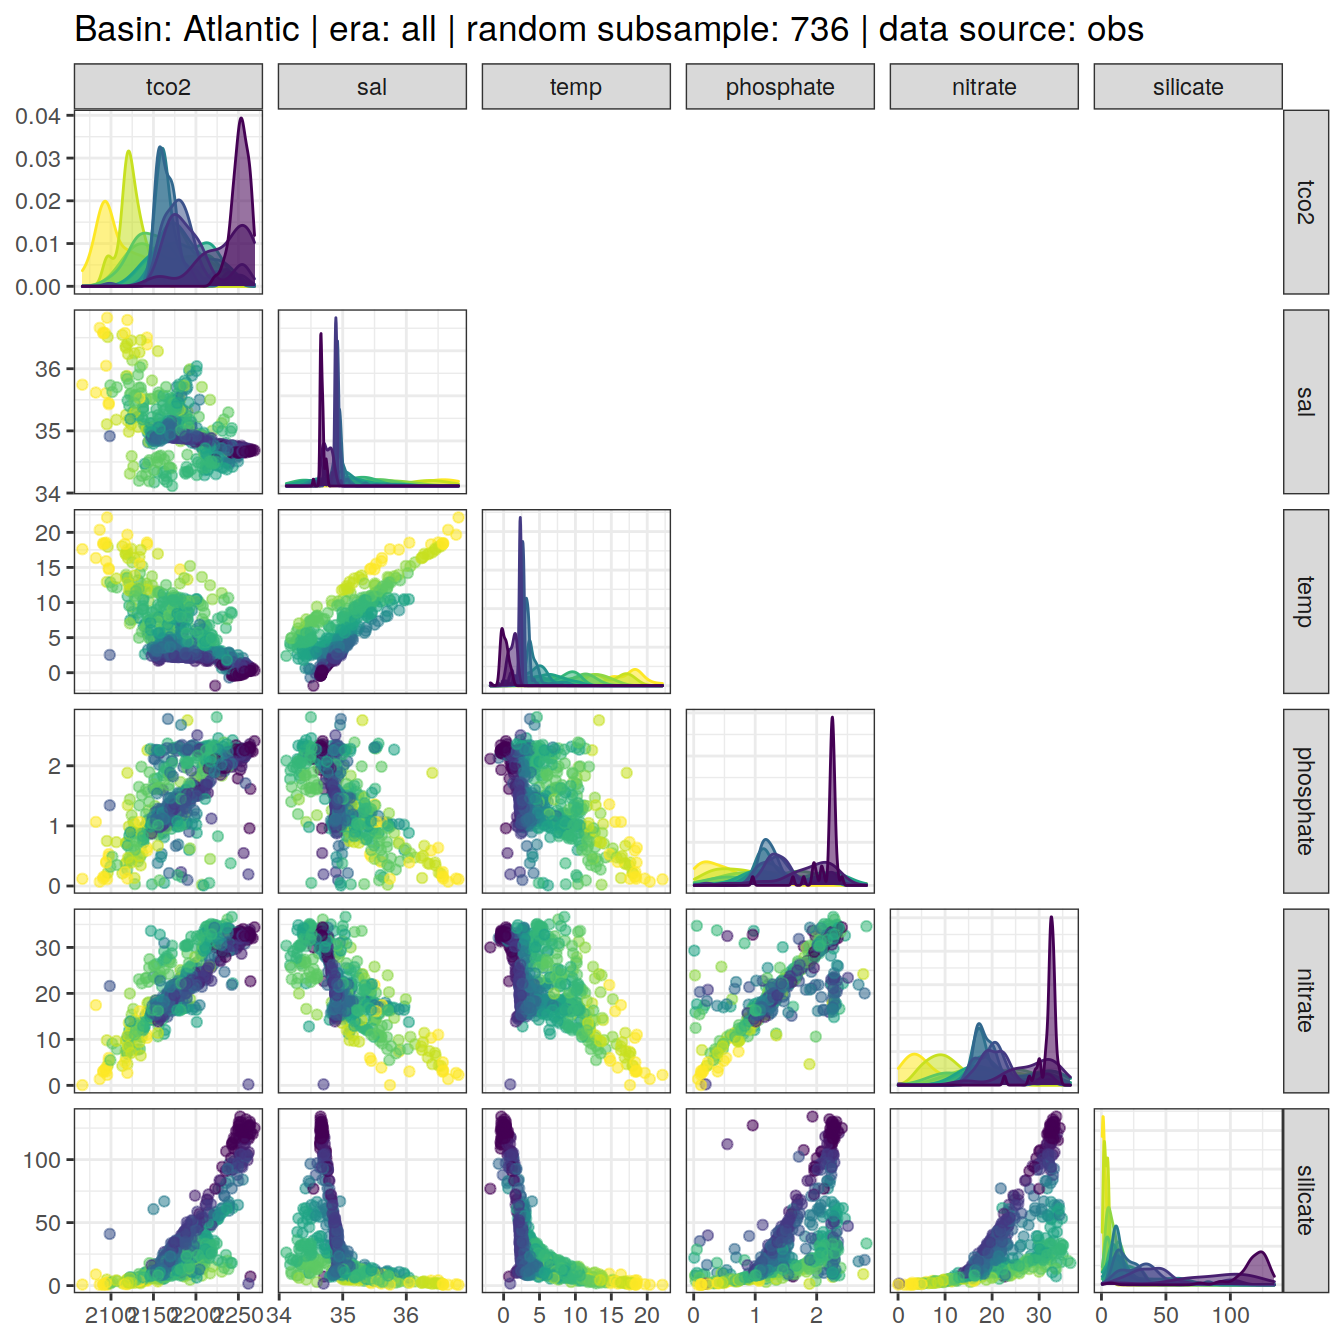 Basin: Atlantic | era: all | random subsample: 736 | data source: obs
tco2 sal temp phosphate nitrate silicate
0.04
0.03
0.02
0.01
0.00
tco2
36
35
34
sal
20
15
10
5
0
temp
2
1
0
phosphate
30
20
10
0
nitrate
100
50
0
silicate
2100 2150 2200 2250 34 35 36 0 5 10 15 20 0 1 2 0 10 20 30 0 50 100